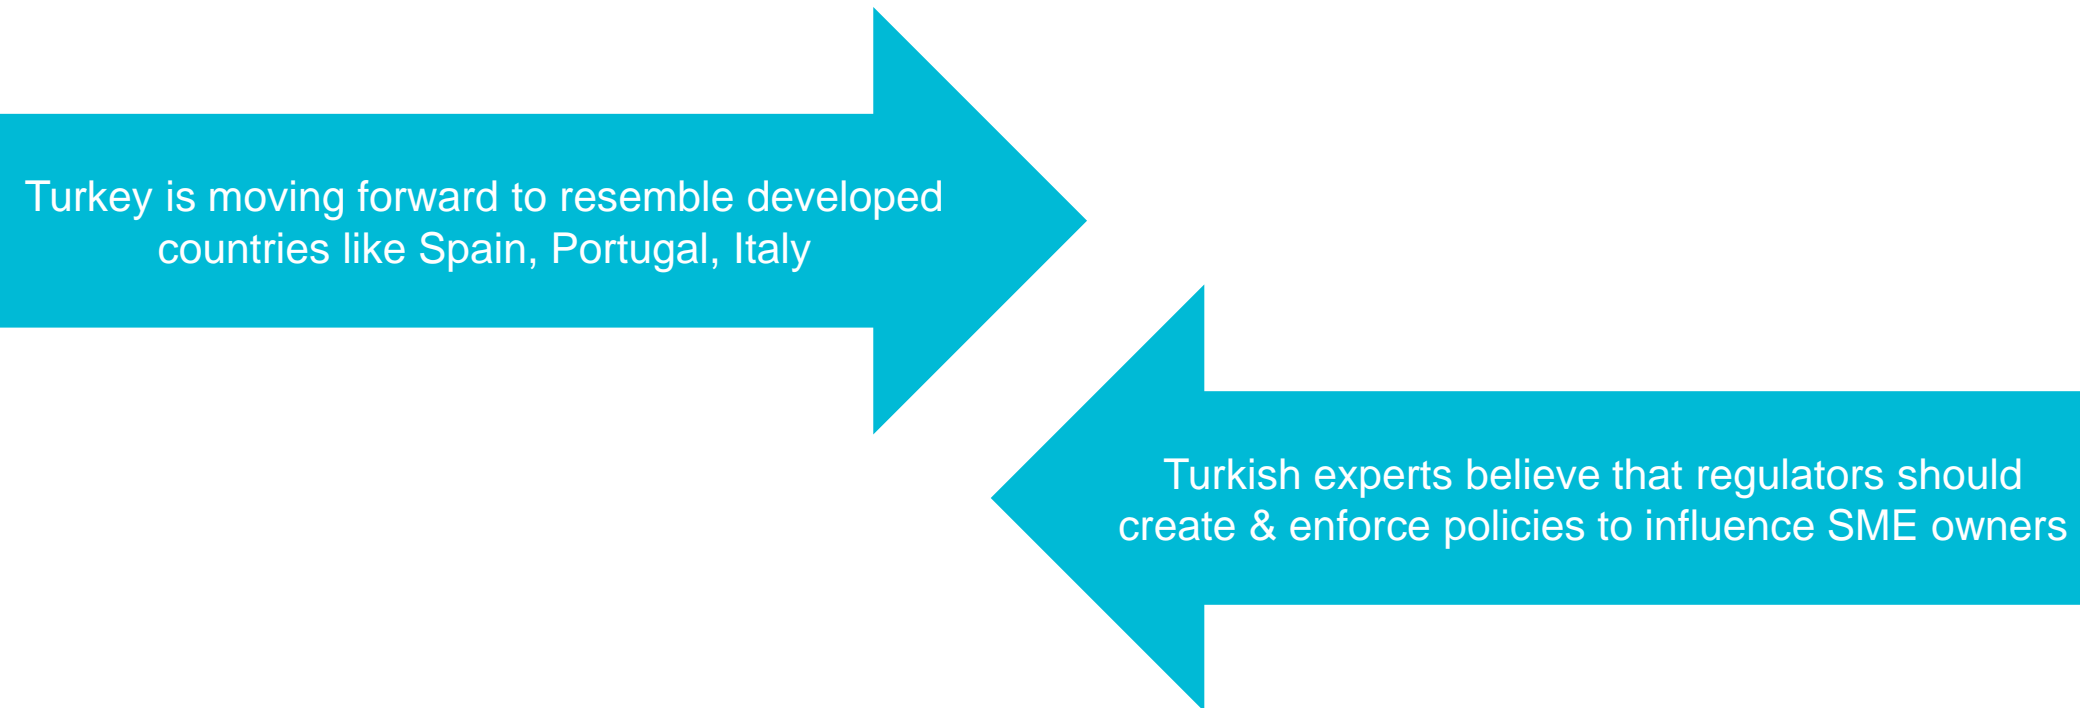 Turkey is moving forward to resemble developed
countries like Spain, Portugal, Italy
Turkish experts believe that regulators should
create & enforce policies to influence SME owners